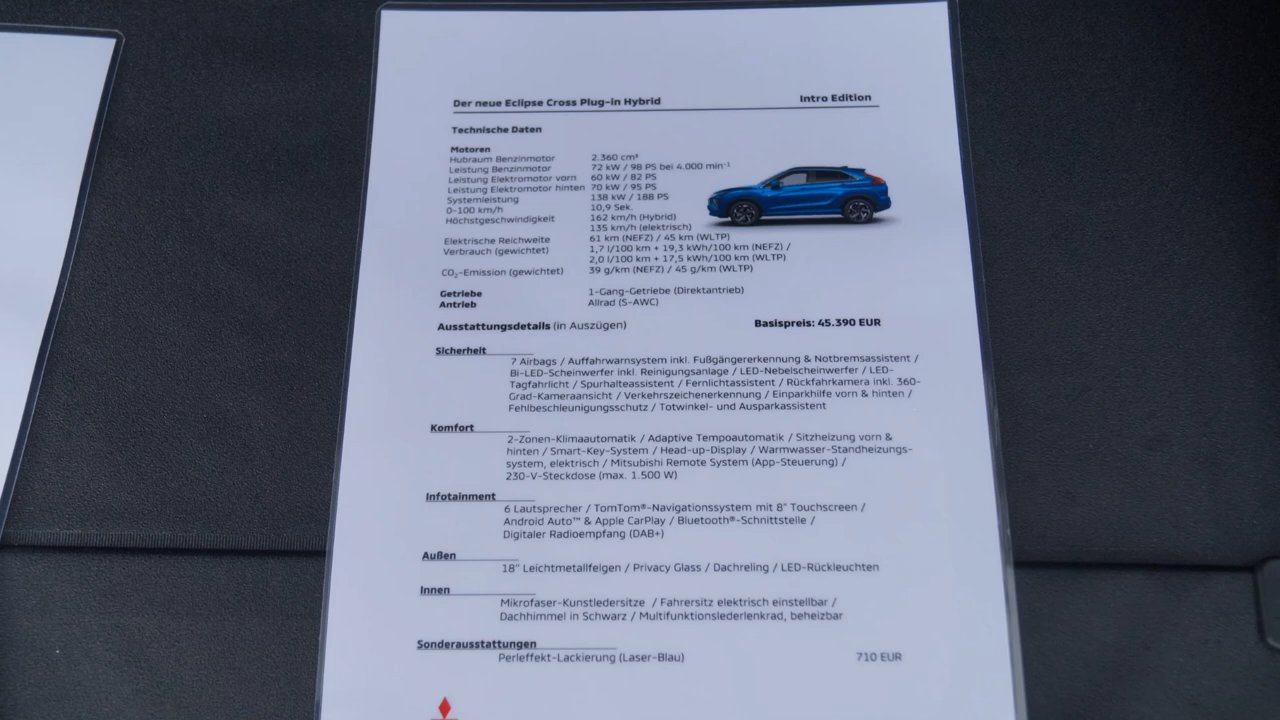 Der neue Eclipse Cross Plug-in Hybrid Intro Edition
Technische Daten
Motoren
Hubraum Benzinmotor 2.360 cm³
Leistung Benzinmotor 72 kW / 98 PS bei 4.000 min⁻¹
Leistung Elektromotor vorn 60 kW / 82 PS
Leistung Elektromotor hinten 70 kW / 95 PS
Systemleistung 138 kW / 188 PS
0-100 km/h 10,9 Sek.
Höchstgeschwindigkeit 162 km/h (Hybrid)
135 km/h (elektrisch)
Elektrische Reichweite 61 km (NEFZ) / 45 km (WLTP)
Verbrauch (gewichtet) 1,7 l/100 km + 19,3 kWh/100 km (NEFZ) /
2,0 l/100 km + 17,5 kWh/100 km (WLTP)
CO₂-Emission (gewichtet) 39 g/km (NEFZ) / 45 g/km (WLTP)
Getriebe 1-Gang-Getriebe (Direktantrieb)
Antrieb Allrad (S-AWC)
Ausstattungsdetails (in Auszügen) Basispreis: 45.390 EUR
Sicherheit
7 Airbags / Auffahrwarnsystem inkl. Fußgängererkennung & Notbremsassistent /
Bi-LED-Scheinwerfer inkl. Reinigungsanlage / LED-Nebelscheinwerfer / LED-
Tagfahrlicht / Spurhalteassistent / Fernlichtassistent / Rückfahrkamera inkl. 360-
Grad-Kameraansicht / Verkehrszeichenerkennung / Einparkhilfe vorn & hinten /
Fehlbeschleunigungsschutz / Totwinkel- und Ausparkassistent
Komfort
2-Zonen-Klimaautomatik / Adaptive Tempoautomatik / Sitzheizung vorn &
hinten / Smart-Key-System / Head-up-Display / Warmwasser-Standheizungs-
system, elektrisch / Mitsubishi Remote System (App-Steuerung) /
230-V-Steckdose (max. 1.500 W)
Infotainment
6 Lautsprecher / TomTom®-Navigationssystem mit 8" Touchscreen /
Android Auto™ & Apple CarPlay / Bluetooth®-Schnittstelle /
Digitaler Radioempfang (DAB+)
Außen
18" Leichtmetallfelgen / Privacy Glass / Dachreling / LED-Rückleuchten
Innen
Mikrofaser-Kunstledersitze / Fahrersitz elektrisch einstellbar /
Dachhimmel in Schwarz / Multifunktionslederlenkrad, beheizbar
Sonderausstattungen
Perleffekt-Lackierung (Laser-Blau) 710 EUR